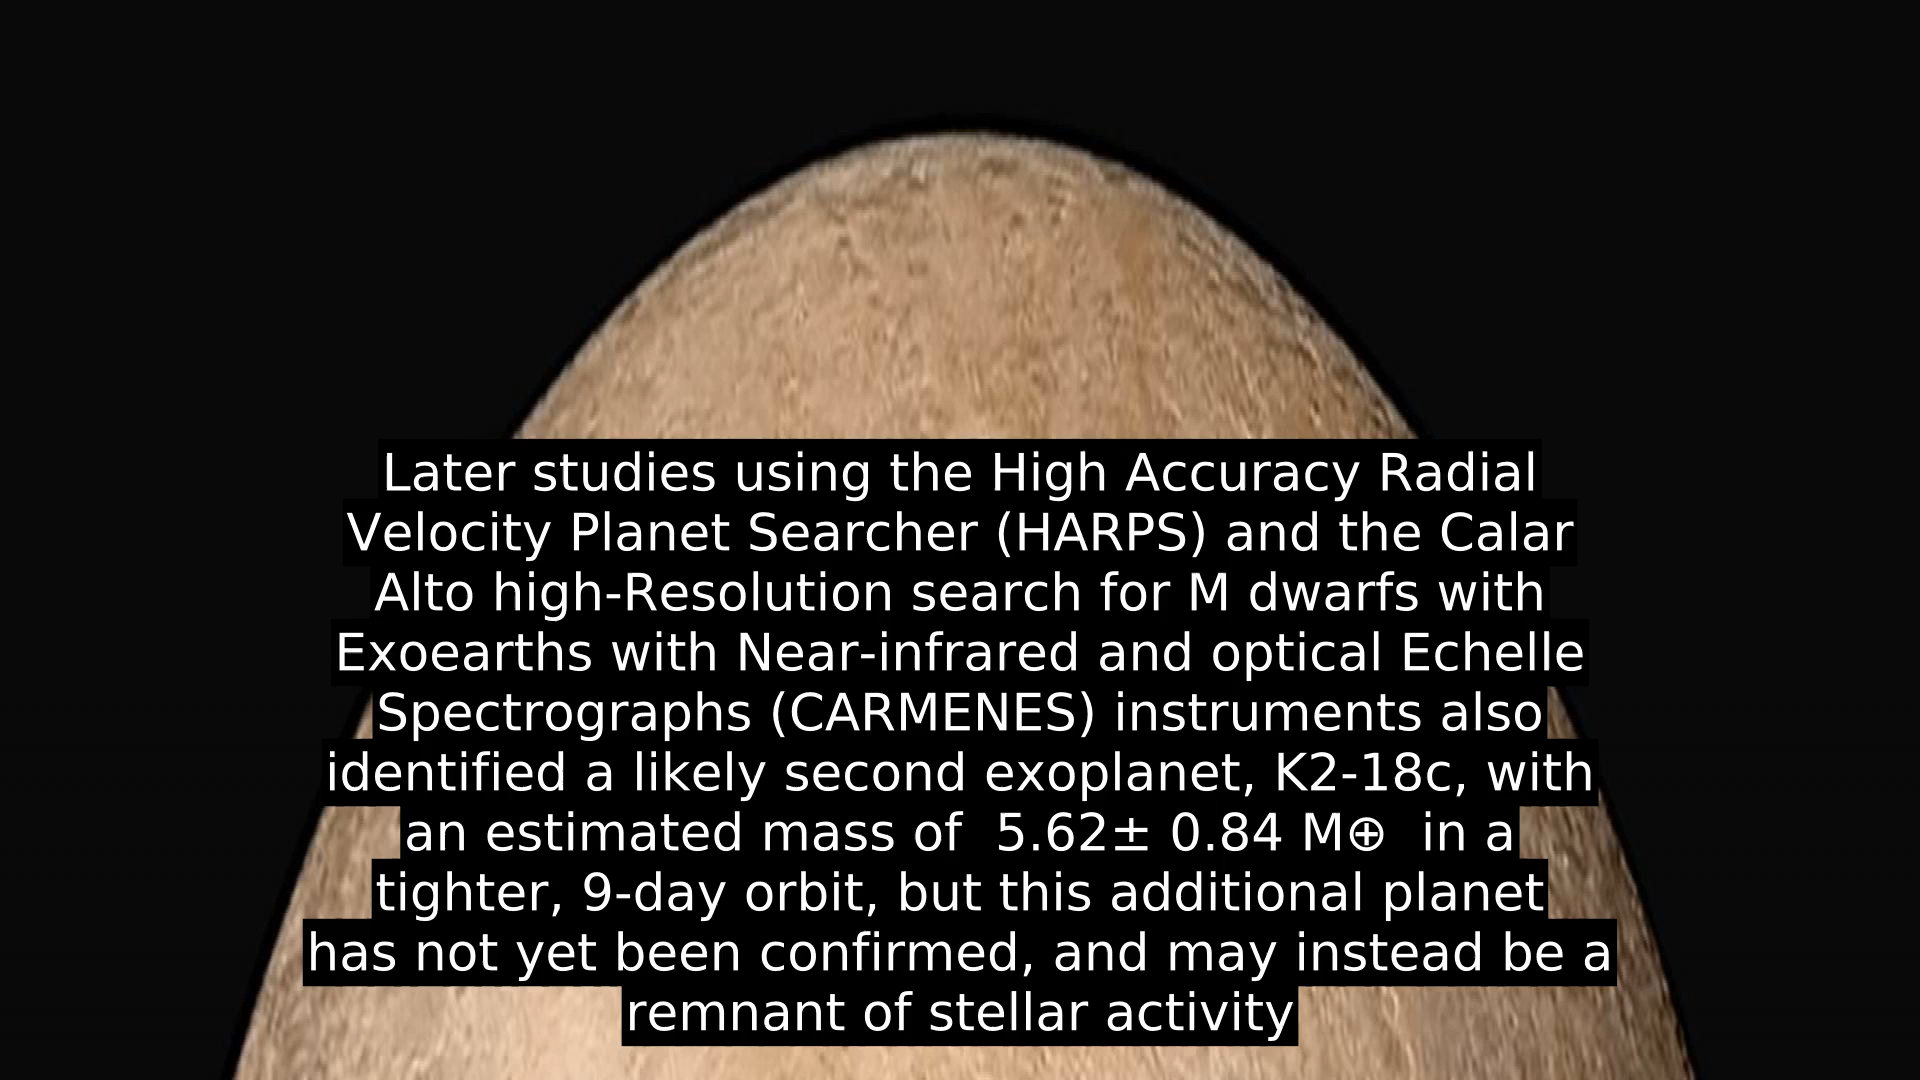 Later studies using the High Accuracy Radial
Velocity Planet Searcher (HARPS) and the Calar
Alto high-Resolution search for M dwarfs with
Exoearths with Near-infrared and optical Echelle
Spectrographs (CARMENES) instruments also
identified a likely second exoplanet, K2-18c, with
an estimated mass of  5.62± 0.84 M⊕  in a
tighter, 9-day orbit, but this additional planet
has not yet been confirmed, and may instead be a
remnant of stellar activity